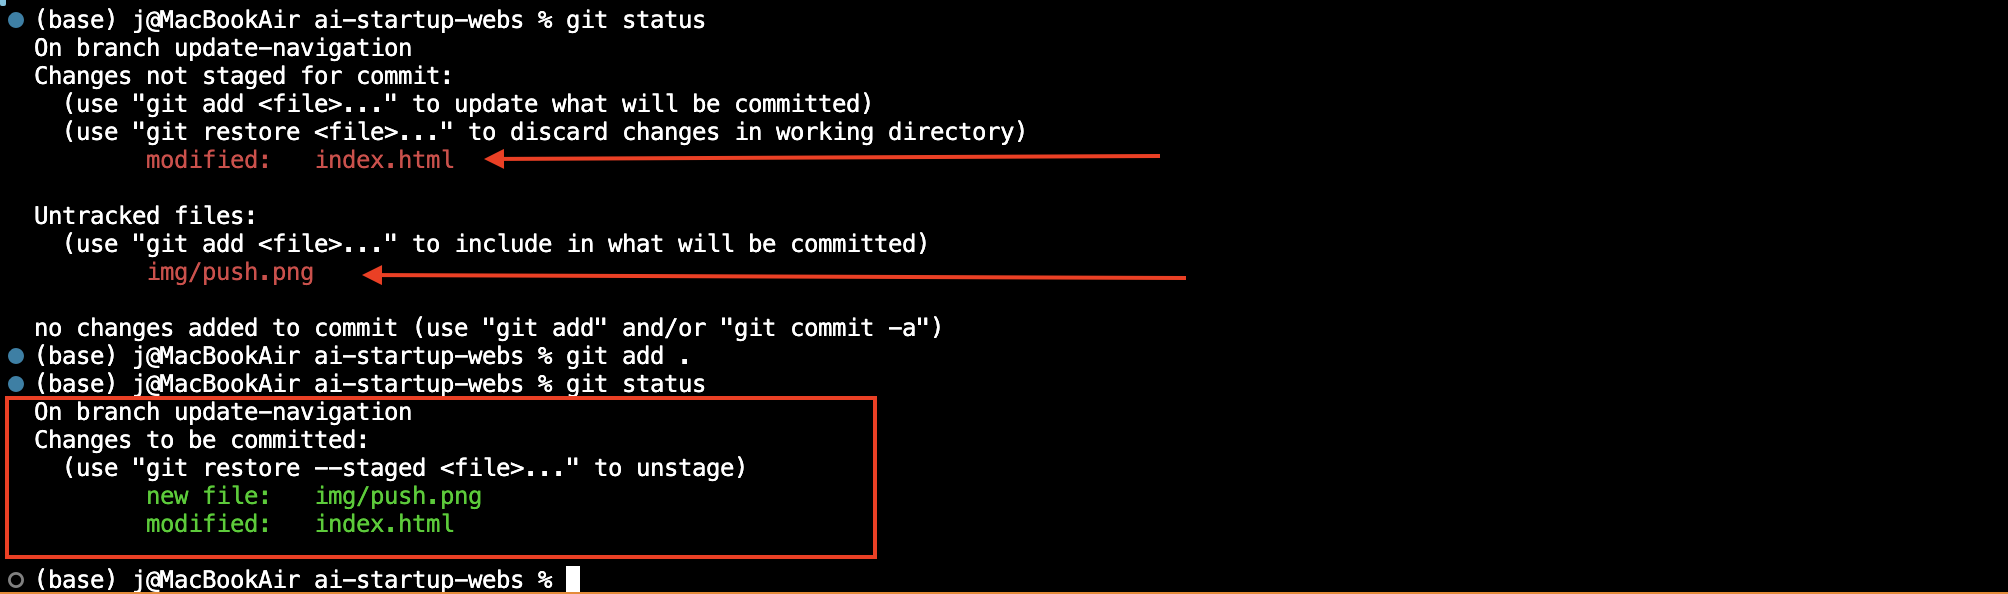 (base) j@MacBookAir ai-startup-webs % git status
On branch update-navigation
Changes not staged for commit:
  (use "git add <file>..." to update what will be committed)
  (use "git restore <file>..." to discard changes in working directory)
        modified:   index.html

Untracked files:
  (use "git add <file>..." to include in what will be committed)
        img/push.png

no changes added to commit (use "git add" and/or "git commit -a")
(base) j@MacBookAir ai-startup-webs % git add .
(base) j@MacBookAir ai-startup-webs % git status
On branch update-navigation
Changes to be committed:
  (use "git restore --staged <file>..." to unstage)
        new file:   img/push.png
        modified:   index.html

(base) j@MacBookAir ai-startup-webs %